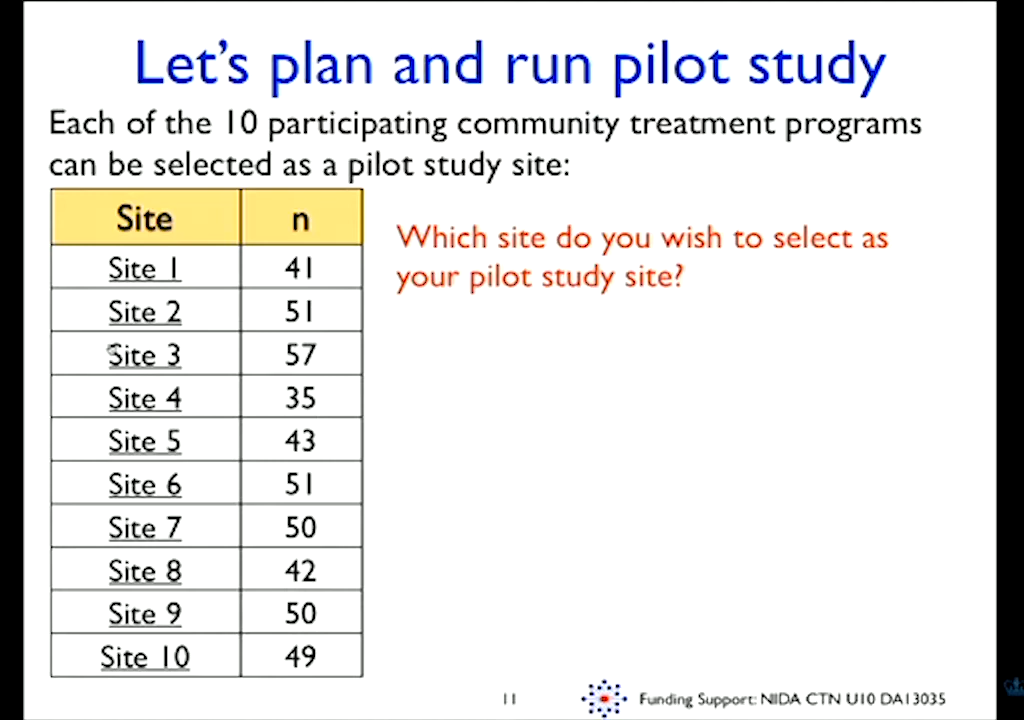 Let's plan and run pilot study
Each of the 10 participating community treatment programs
can be selected as a pilot study site:
Site n
Site 1 41
Site 2 51
Site 3 57
Site 4 35
Site 5 43
Site 6 51
Site 7 50
Site 8 42
Site 9 50
Site 10 49
Which site do you wish to select as
your pilot study site?
11
Funding Support: NIDA CTN U10 DA13035